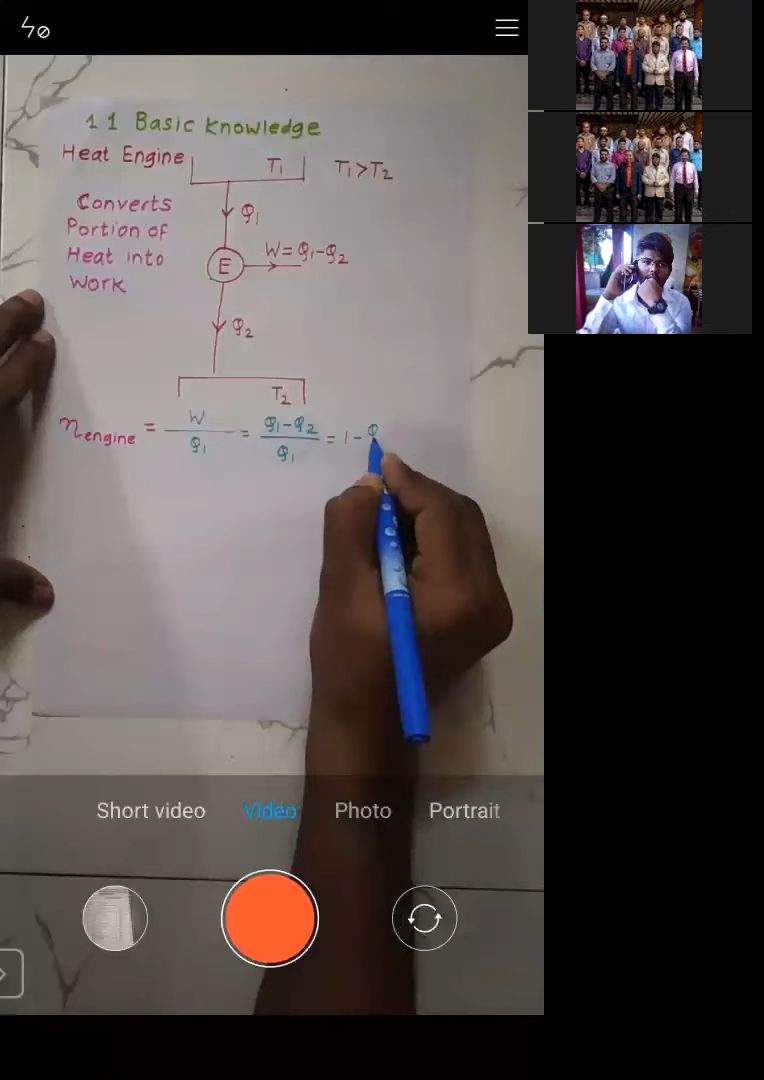 1 1 Basic Knowledge
Heat Engine
T₁
T₁>T₂
Converts
Portion of
Heat into
Work
Q₁
E
W=Q₁-Q₂
Q₂
T₂
ηengine = W/Q₁ = Q₁-Q₂/Q₁ = 1-Q
Short video Video Photo Portrait